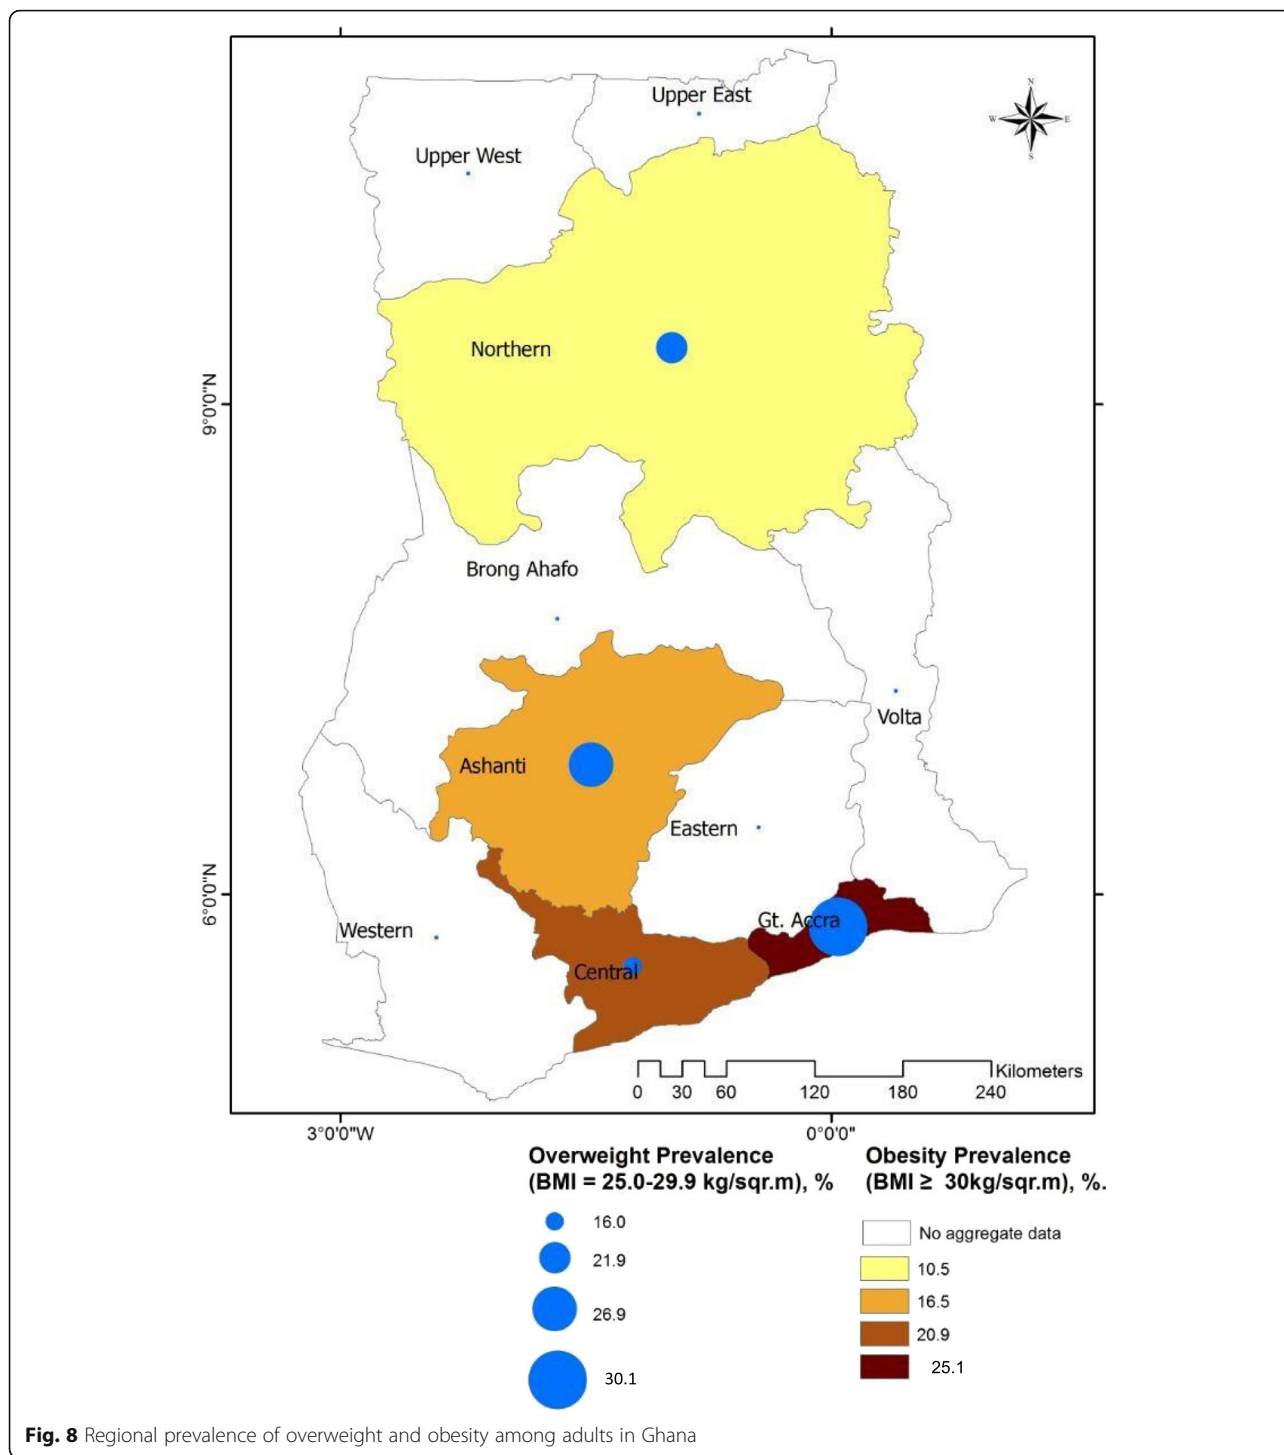 N
W
E
S
Upper East
Upper West
Northern
9°0'0"N
Brong Ahafo
Volta
Ashanti
Eastern
6°0'0"N
Gt. Accra
Western
Central
Kilometers
0 30 60 120 180 240
3°0'0"W 0°0'0"
Overweight Prevalence
(BMI = 25.0-29.9 kg/sqr.m), %
16.0
21.9
26.9
30.1
Obesity Prevalence
(BMI ≥ 30kg/sqr.m), %.
No aggregate data
10.5
16.5
20.9
25.1
Fig. 8 Regional prevalence of overweight and obesity among adults in Ghana